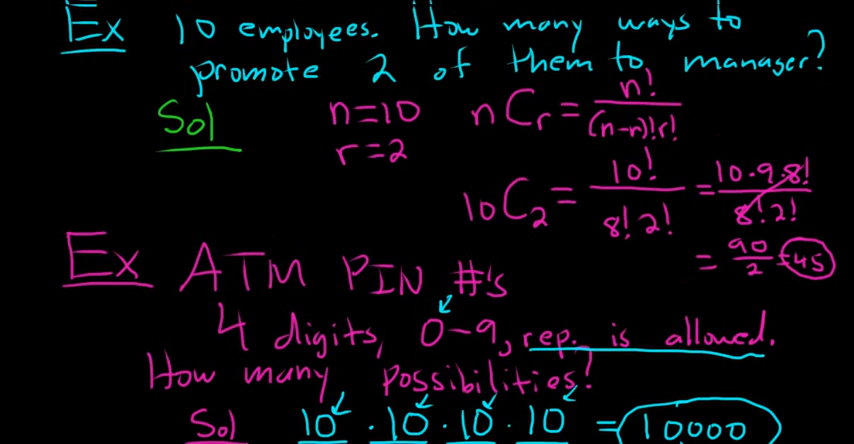 Ex 10 employees. How many ways to
promote 2 of them to manager?
Sol n=10 nCr = n!/(n-r)!r!
r=2
10C2 = 10!/8!2! = 10·9·8!/8!2!
= 90/2 = 45
Ex ATM PIN #'s
4 digits, 0-9, rep. is allowed.
How many possibilities?
Sol 10 · 10 · 10 · 10 = 10000